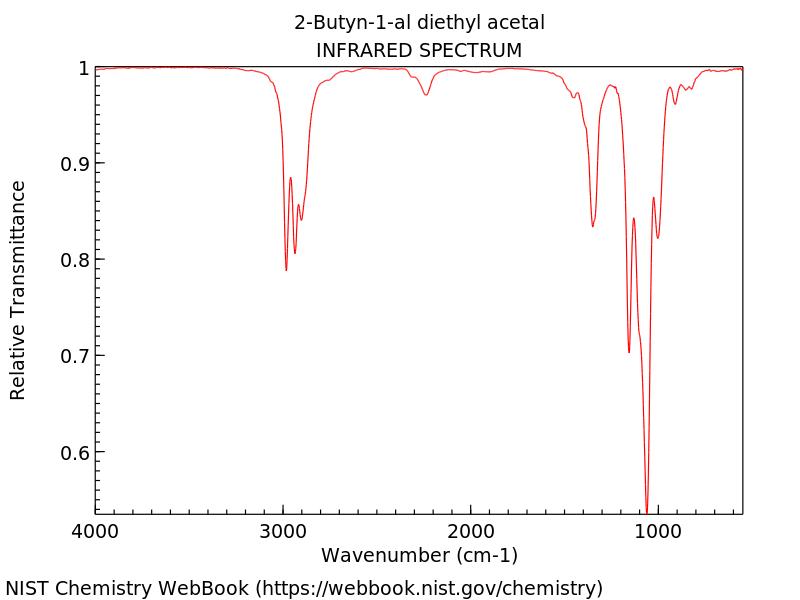 2-Butyn-1-al diethyl acetal
INFRARED SPECTRUM
1
0.9
0.8
0.7
0.6
Relative Transmittance
4000 3000 2000 1000
Wavenumber (cm-1)
NIST Chemistry WebBook (https://webbook.nist.gov/chemistry)